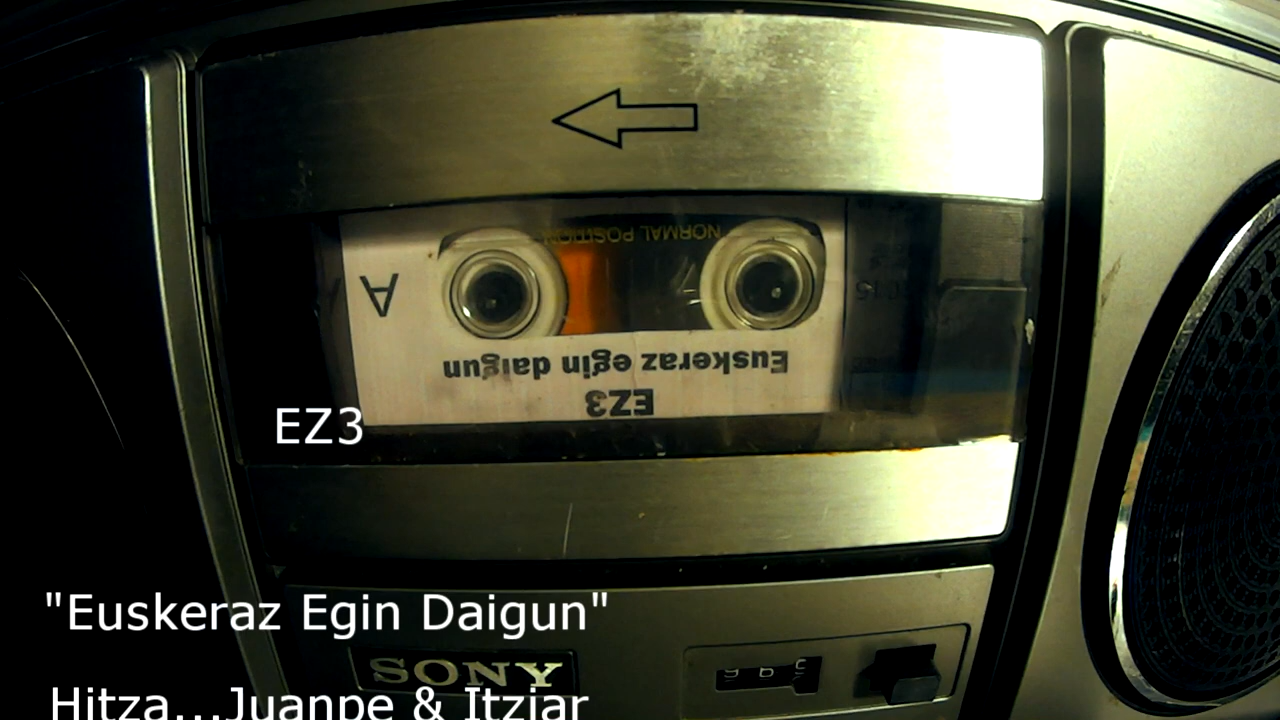 NORMAL POSITION
A
Euskeraz egin daigun
EZ3
EZ3
"Euskeraz Egin Daigun"
SONY
Hitza...Juanpe & Itziar